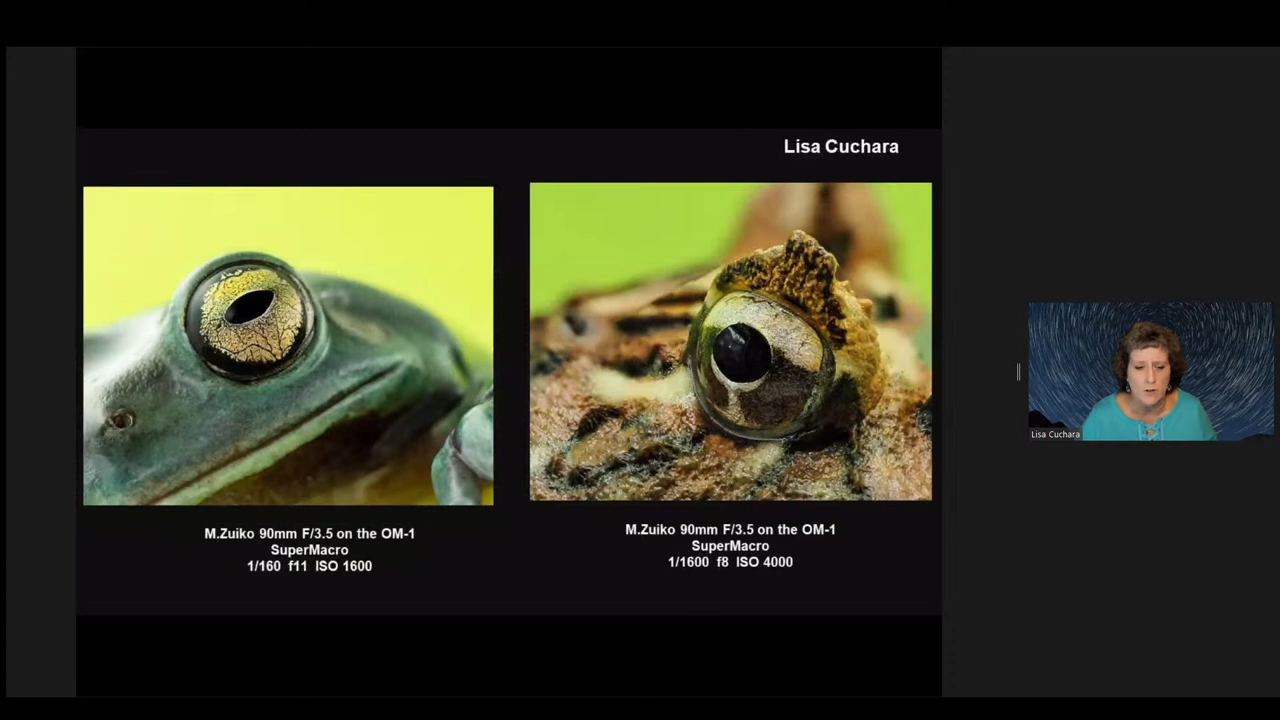 Lisa Cuchara
M.Zuiko 90mm F/3.5 on the OM-1
SuperMacro
1/160 f11 ISO 1600
M.Zuiko 90mm F/3.5 on the OM-1
SuperMacro
1/1600 f8 ISO 4000
Lisa Cuchara